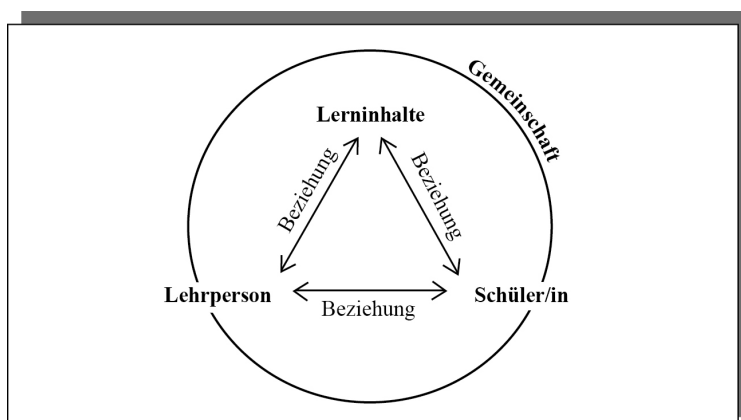 Gemeinschaft
Lerninhalte
Beziehung
Beziehung
Lehrperson
Schüler/in
Beziehung